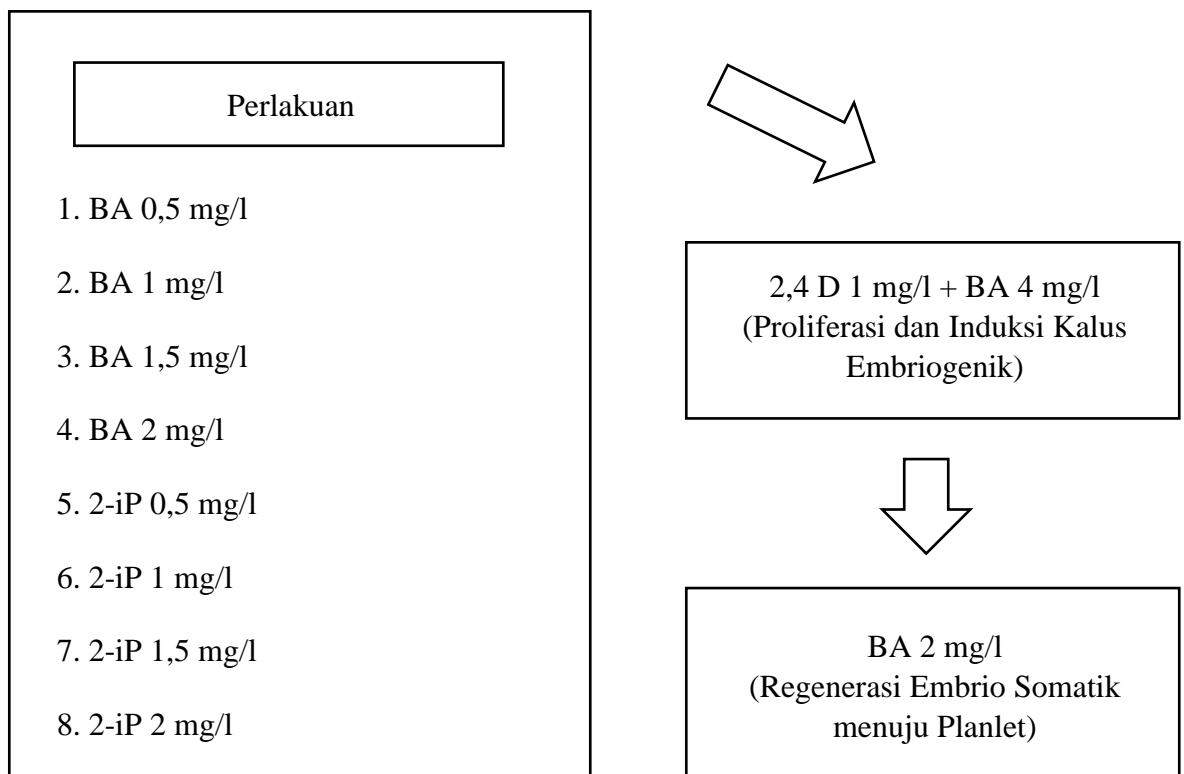 Perlakuan
1. BA 0,5 mg/l
2. BA 1 mg/l
3. BA 1,5 mg/l
4. BA 2 mg/l
5. 2-iP 0,5 mg/l
6. 2-iP 1 mg/l
7. 2-iP 1,5 mg/l
8. 2-iP 2 mg/l
2,4 D 1 mg/l + BA 4 mg/l
(Proliferasi dan Induksi Kalus
Embriogenik)
BA 2 mg/l
(Regenerasi Embrio Somatik
menuju Planlet)